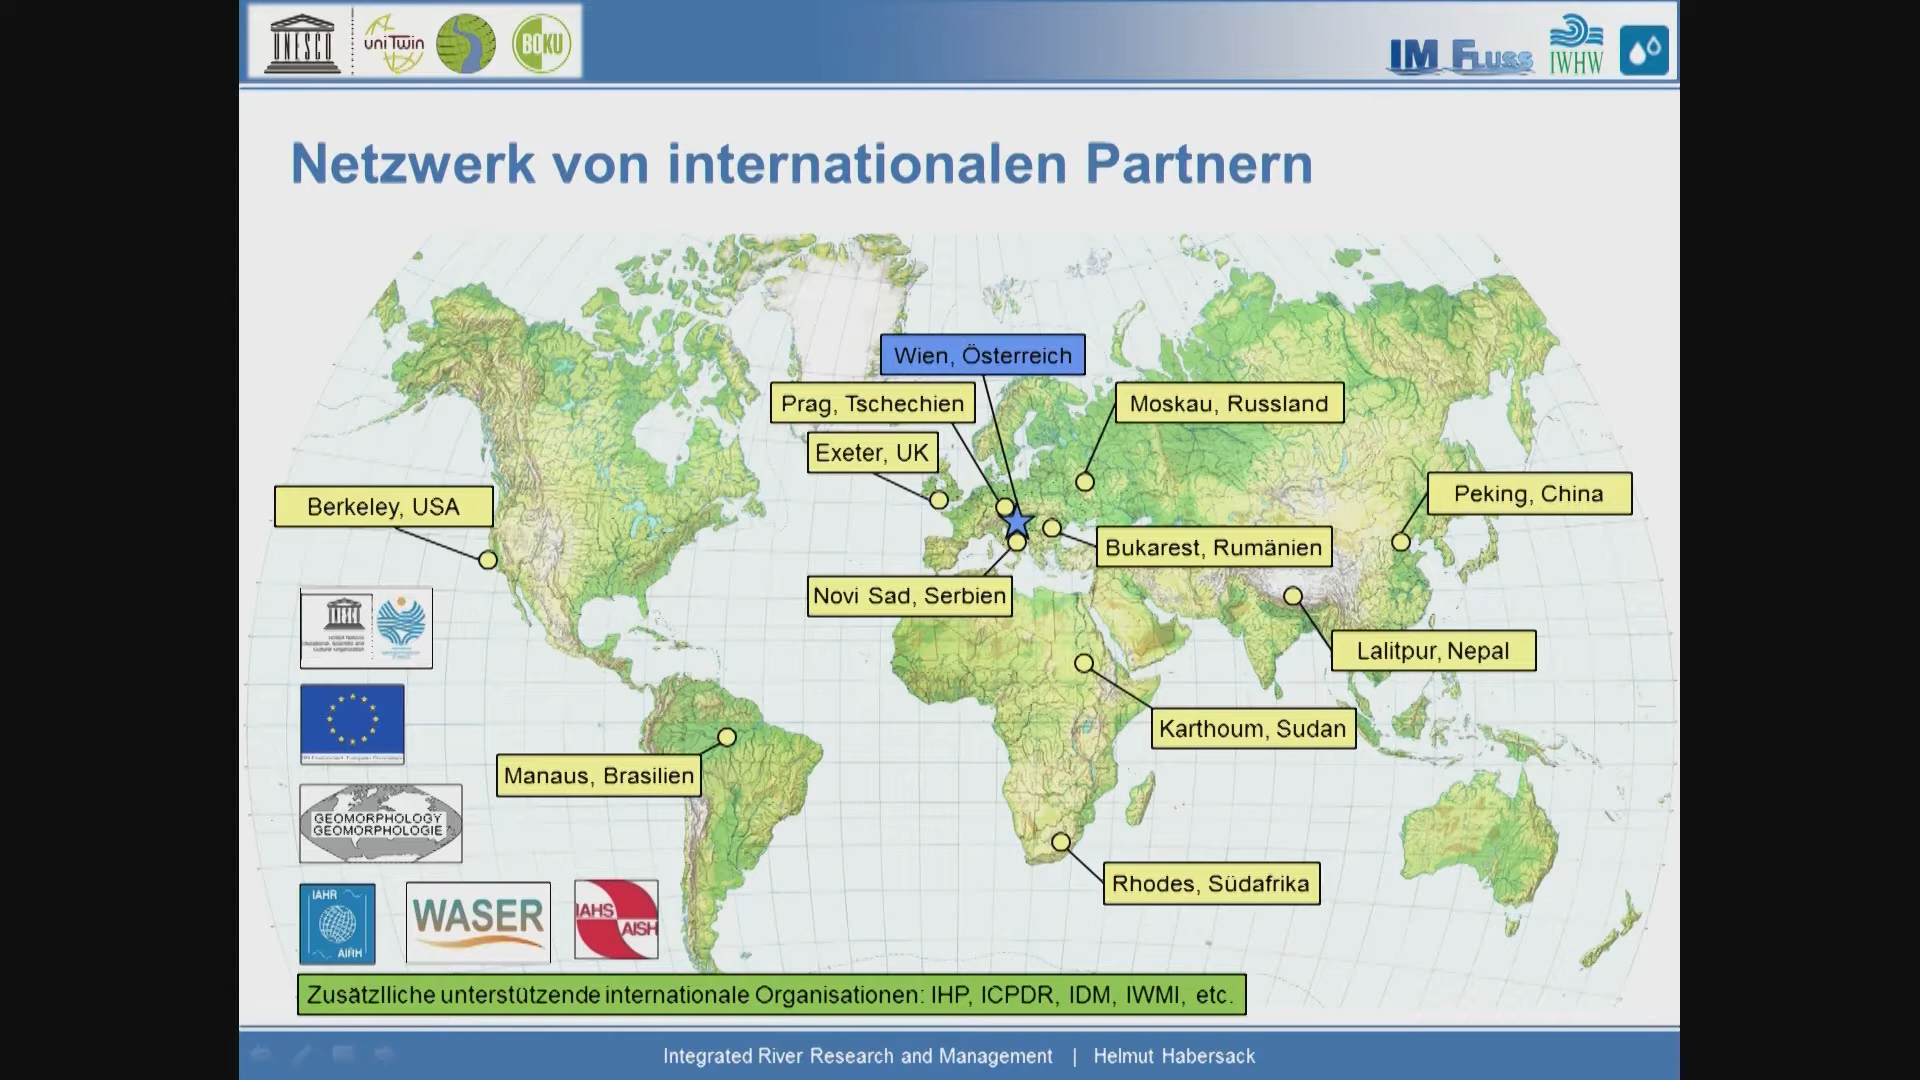 UNESCO
uniTwin
BOKU
IM FLUSS
IWHW
Netzwerk von internationalen Partnern
Wien, Österreich
Prag, Tschechien
Moskau, Russland
Exeter, UK
Peking, China
Berkeley, USA
Bukarest, Rumänien
Novi Sad, Serbien
Lalitpur, Nepal
Karthoum, Sudan
Manaus, Brasilien
GEOMORPHOLOGY
GEOMORPHOLOGIE
Rhodes, Südafrika
IAHR
AIRH
WASER
IAHS
AISH
Zusätzlliche unterstützende internationale Organisationen: IHP, ICPDR, IDM, IWMI, etc.
Integrated River Research and Management | Helmut Habersack